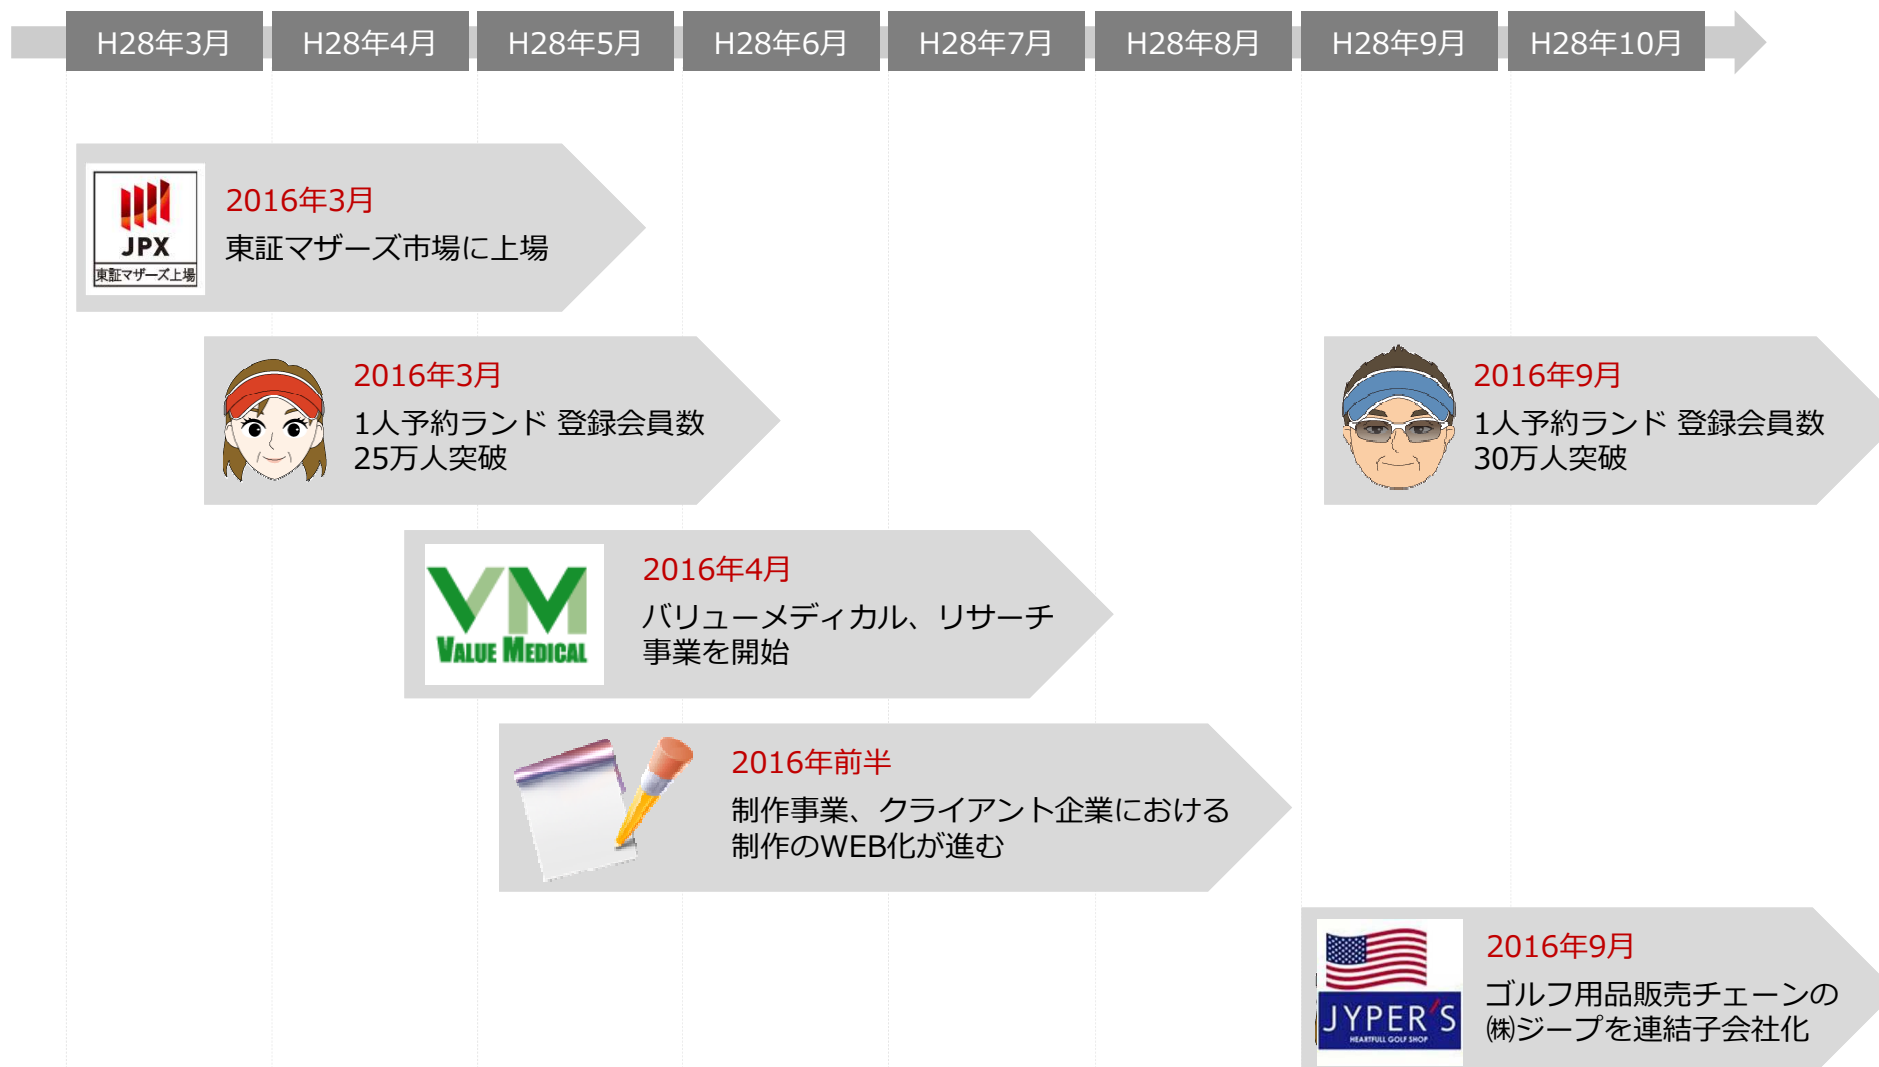 H28年3月
H28年4月
H28年5月
H28年6月
H28年7月
H28年8月
H28年9月
H28年10月
JPX
東証マザーズ上場
2016年3月
東証マザーズ市場に上場
2016年3月
1人予約ランド 登録会員数
25万人突破
2016年9月
1人予約ランド 登録会員数
30万人突破
VM
VALUE MEDICAL
2016年4月
バリューメディカル、リサーチ
事業を開始
2016年前半
制作事業、クライアント企業における
制作のWEB化が進む
JYPER'S
HEARTFULL GOLF SHOP
2016年9月
ゴルフ用品販売チェーンの
㈱ジープを連結子会社化